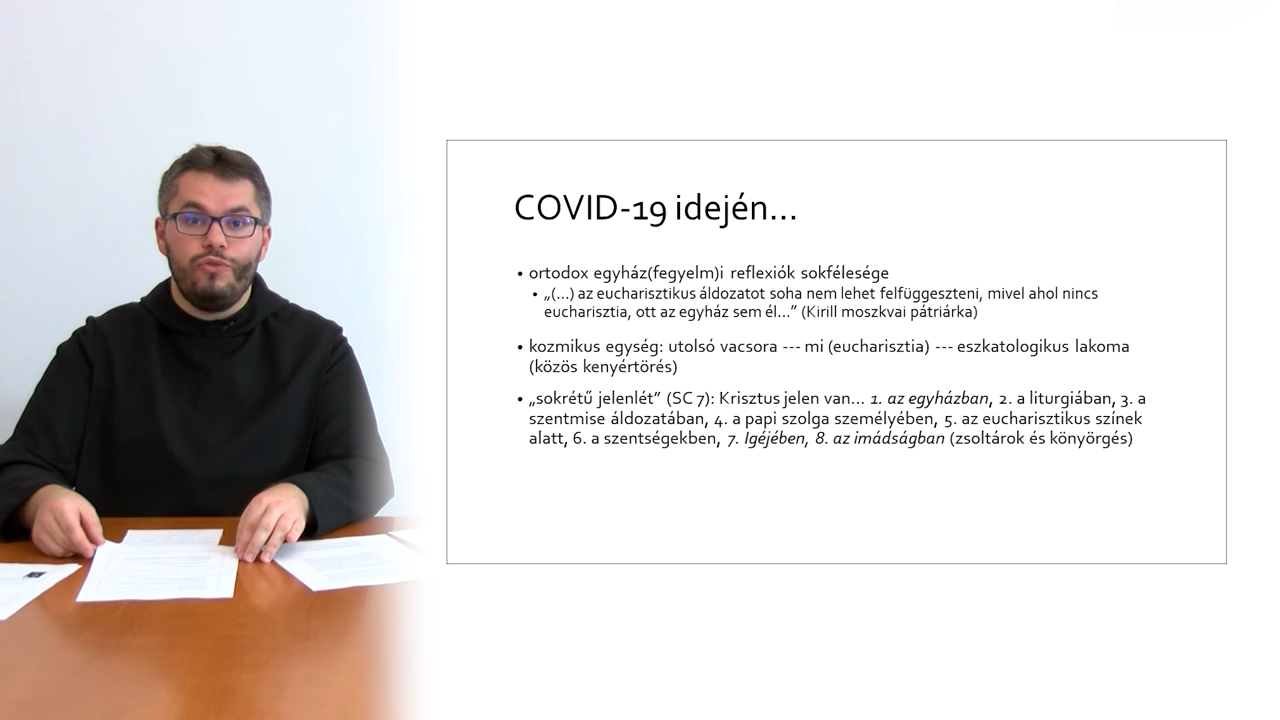 COVID-19 idején...
• ortodox egyház(fegyelm)i reflexiók sokfélesége
• „(...) az eucharisztikus áldozatot soha nem lehet felfüggeszteni, mivel ahol nincs
eucharisztia, ott az egyház sem él...” (Kirill moszkvai pátriárka)
• kozmikus egység: utolsó vacsora --- mi (eucharisztia) --- eszkatologikus lakoma
(közös kenyértörés)
• „sokrétű jelenlét” (SC 7): Krisztus jelen van... 1. az egyházban, 2. a liturgiában, 3. a
szentmise áldozatában, 4. a papi szolga személyében, 5. az eucharisztikus színek
alatt, 6. a szentségekben, 7. Igéjében, 8. az imádságban (zsoltárok és könyörgés)